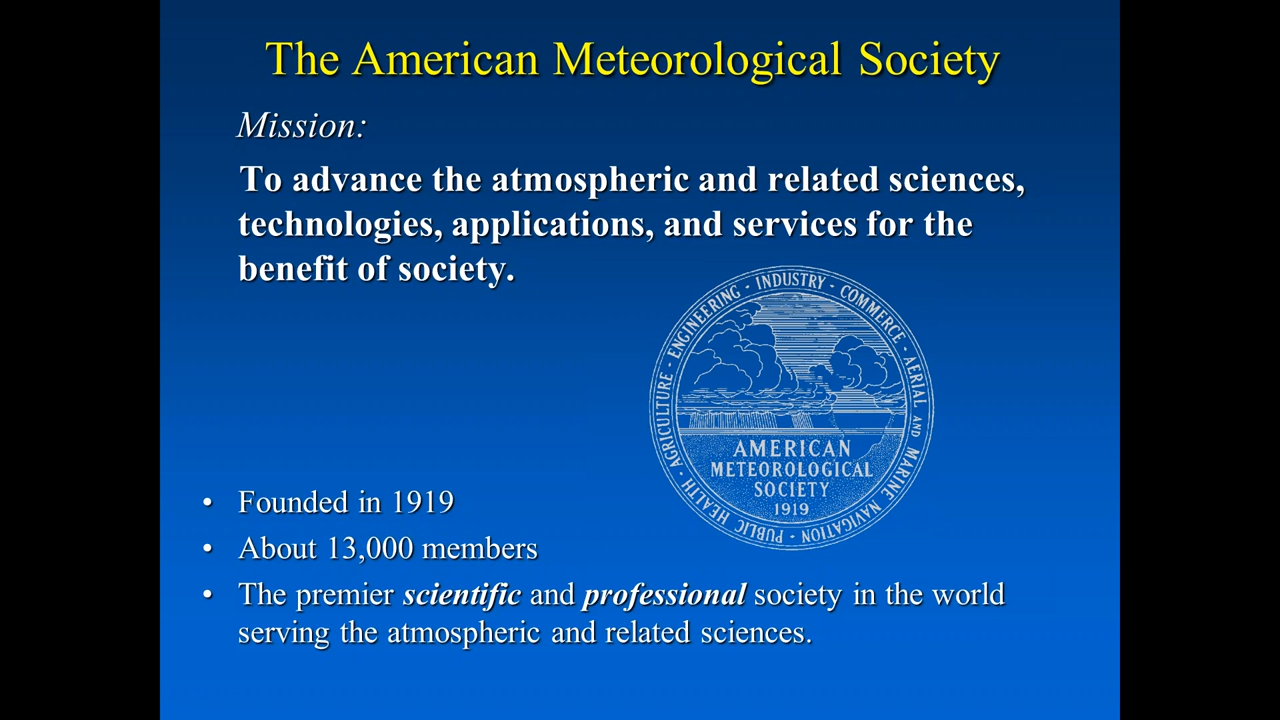 The American Meteorological Society
Mission:
To advance the atmospheric and related sciences,
technologies, applications, and services for the
benefit of society.
AGRICULTURE - ENGINEERING - INDUSTRY - COMMERCE - AERIAL AND MARINE NAVIGATION - PUBLIC HEALTH -
AMERICAN
METEOROLOGICAL
SOCIETY
1919
• Founded in 1919
• About 13,000 members
• The premier scientific and professional society in the world
serving the atmospheric and related sciences.